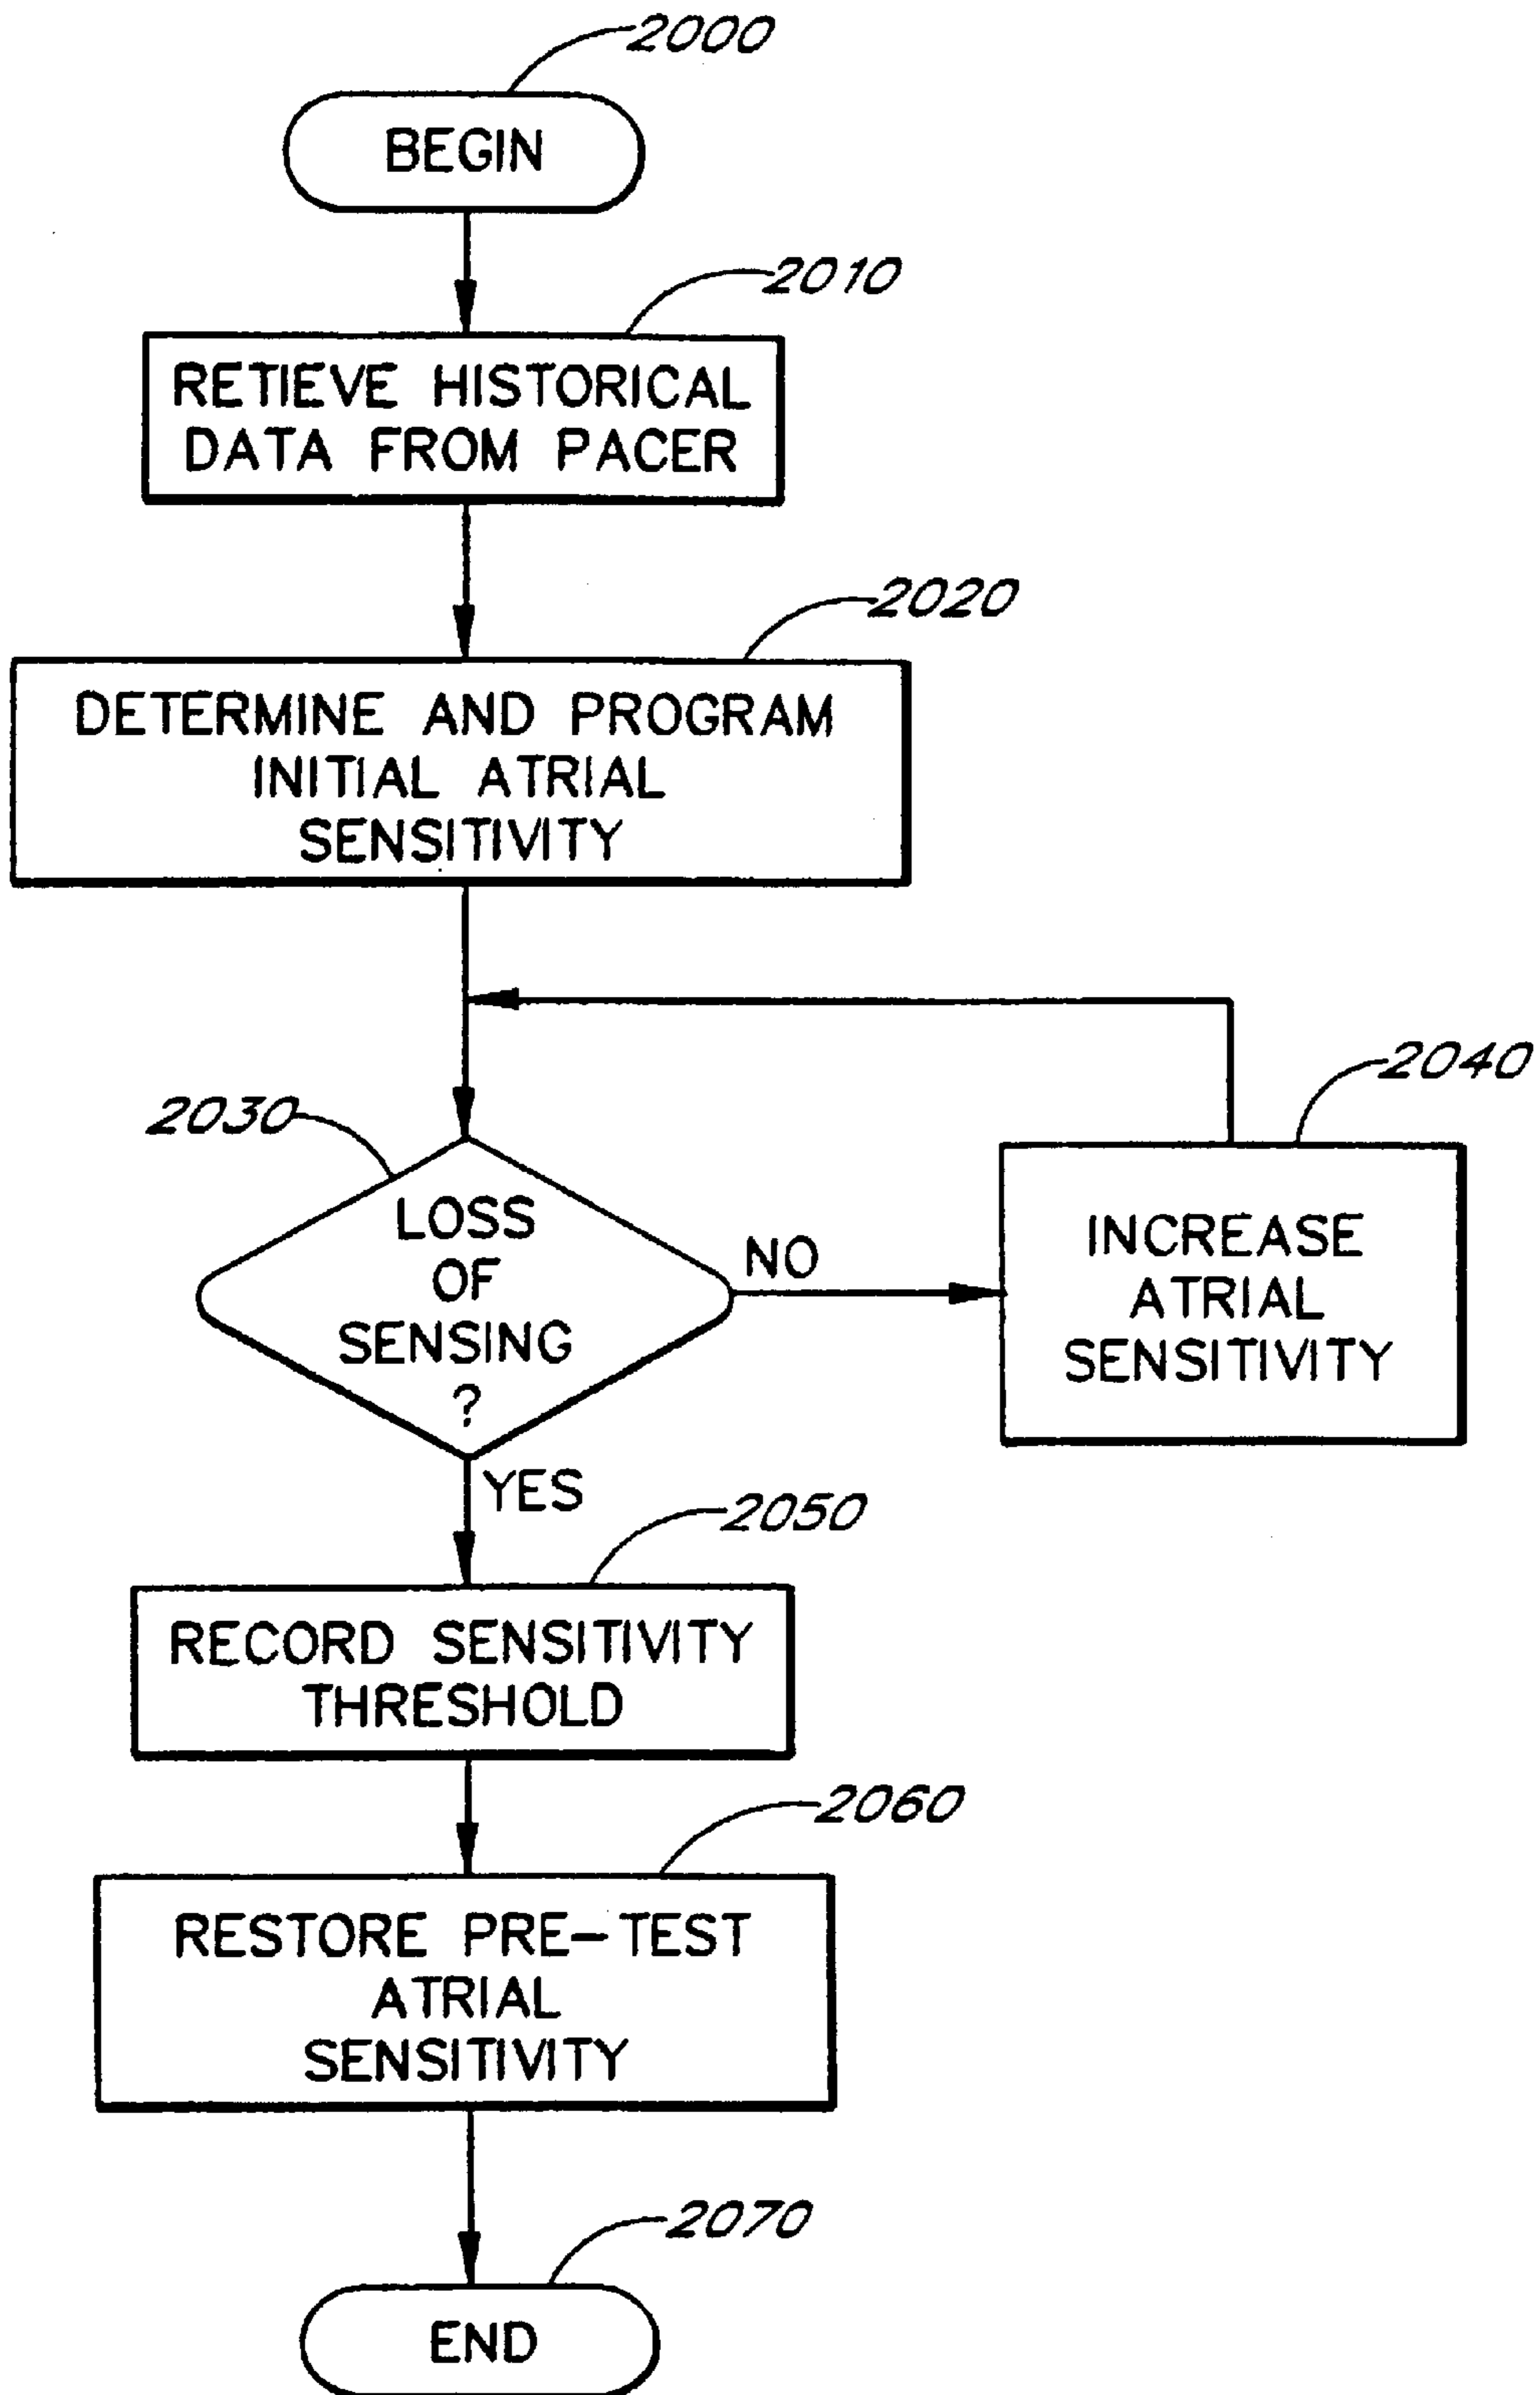 2000
BEGIN
2010
RETIEVE HISTORICAL
DATA FROM PACER
2020
DETERMINE AND PROGRAM
INITIAL ATRIAL
SENSITIVITY
2030
LOSS
OF
SENSING
?
NO
2040
INCREASE
ATRIAL
SENSITIVITY
YES
2050
RECORD SENSITIVITY
THRESHOLD
2060
RESTORE PRE-TEST
ATRIAL
SENSITIVITY
2070
END